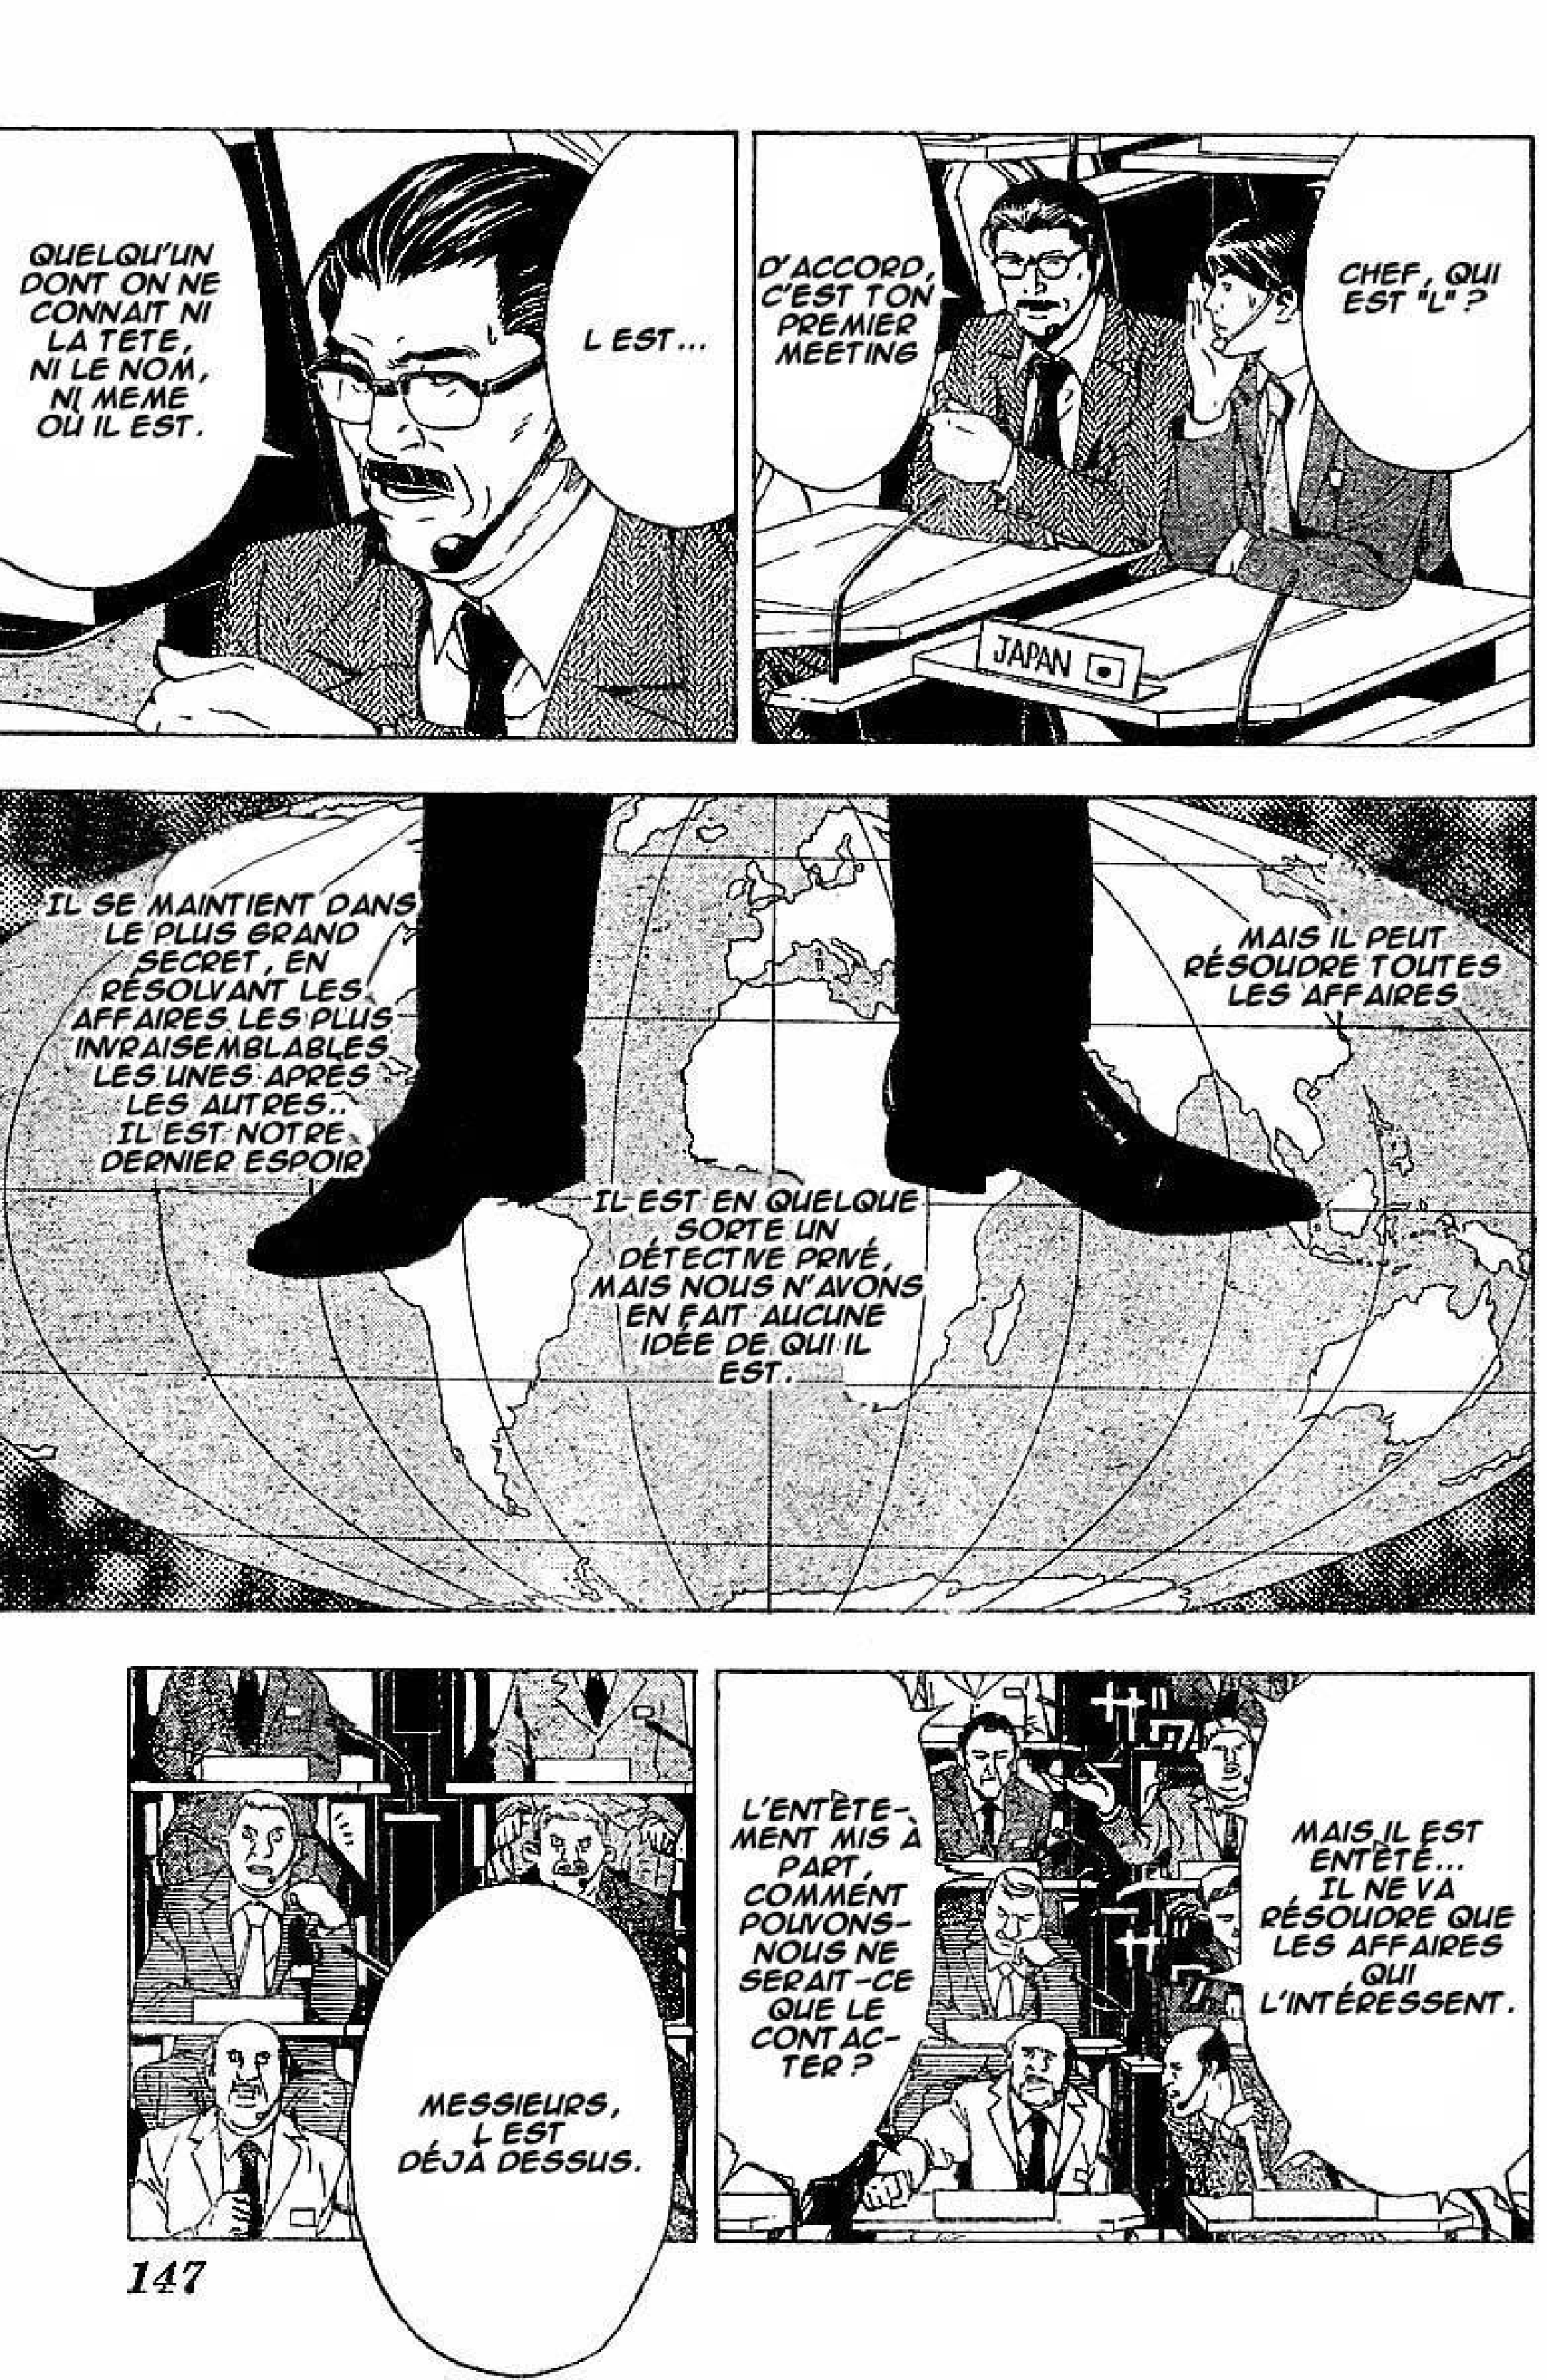 CHEF, QUI
EST "L" ?
D'ACCORD,
C'EST TON
PREMIER
MEETING
JAPAN
L EST...
QUELQU'UN
DONT ON NE
CONNAIT NI
LA TETE,
NI LE NOM,
NI MEME
OÙ IL EST.
MAIS IL PEUT
RÉSOUDRE TOUTES
LES AFFAIRES
IL EST EN QUELQUE
SORTE UN
DÉTECTIVE PRIVÉ,
MAIS NOUS N'AVONS
EN FAIT AUCUNE
IDÉE DE QUI IL
EST.
IL SE MAINTIENT DANS
LE PLUS GRAND
SECRET, EN
RÉSOLVANT LES
AFFAIRES LES PLUS
INVRAISEMBLABLES
LES UNES APRÈS
LES AUTRES..
IL EST NOTRE
DERNIER ESPOIR
MAIS IL EST
ENTÊTÉ...
IL NE VA
RÉSOUDRE QUE
LES AFFAIRES
QUI
L'INTÉRESSENT.
ザワ
ザワ
L'ENTÊTE-
MENT MIS À
PART,
COMMENT
POUVONS-
NOUS NE
SERAIT-CE
QUE LE
CONTAC-
TER ?
MESSIEURS,
L EST
DÉJÀ DESSUS.
147